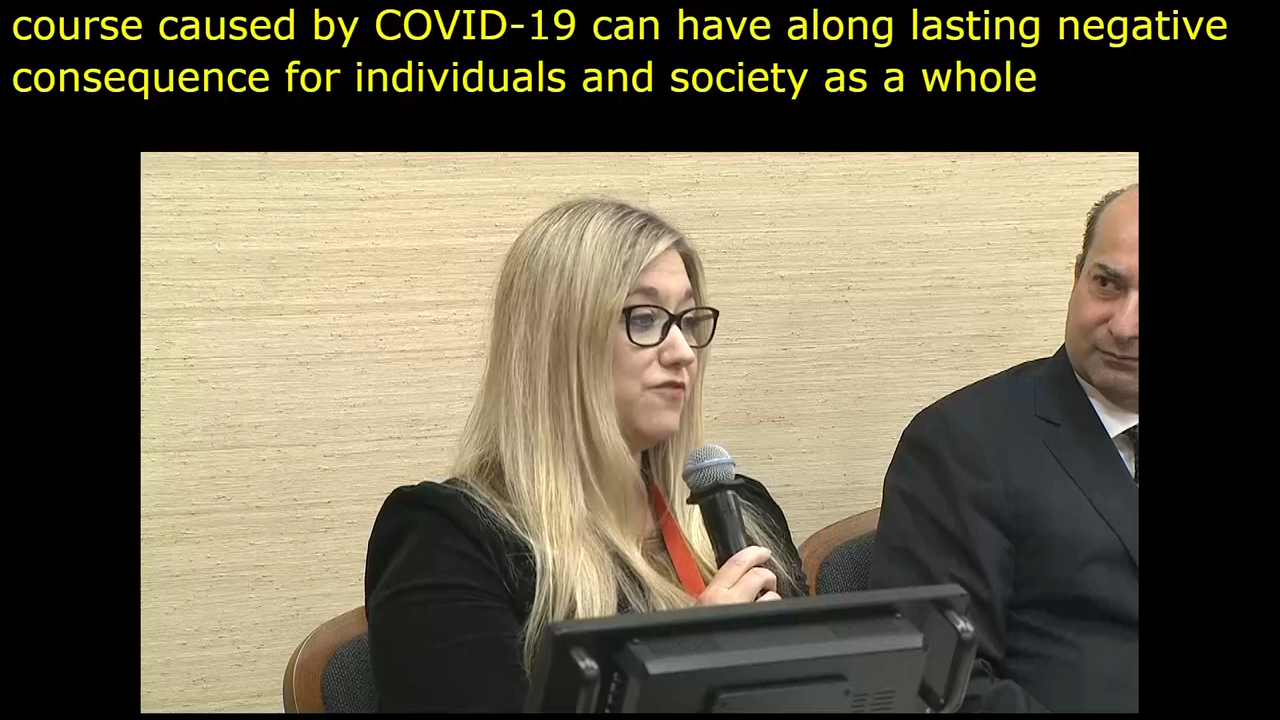 course caused by COVID-19 can have along lasting negative
consequence for individuals and society as a whole